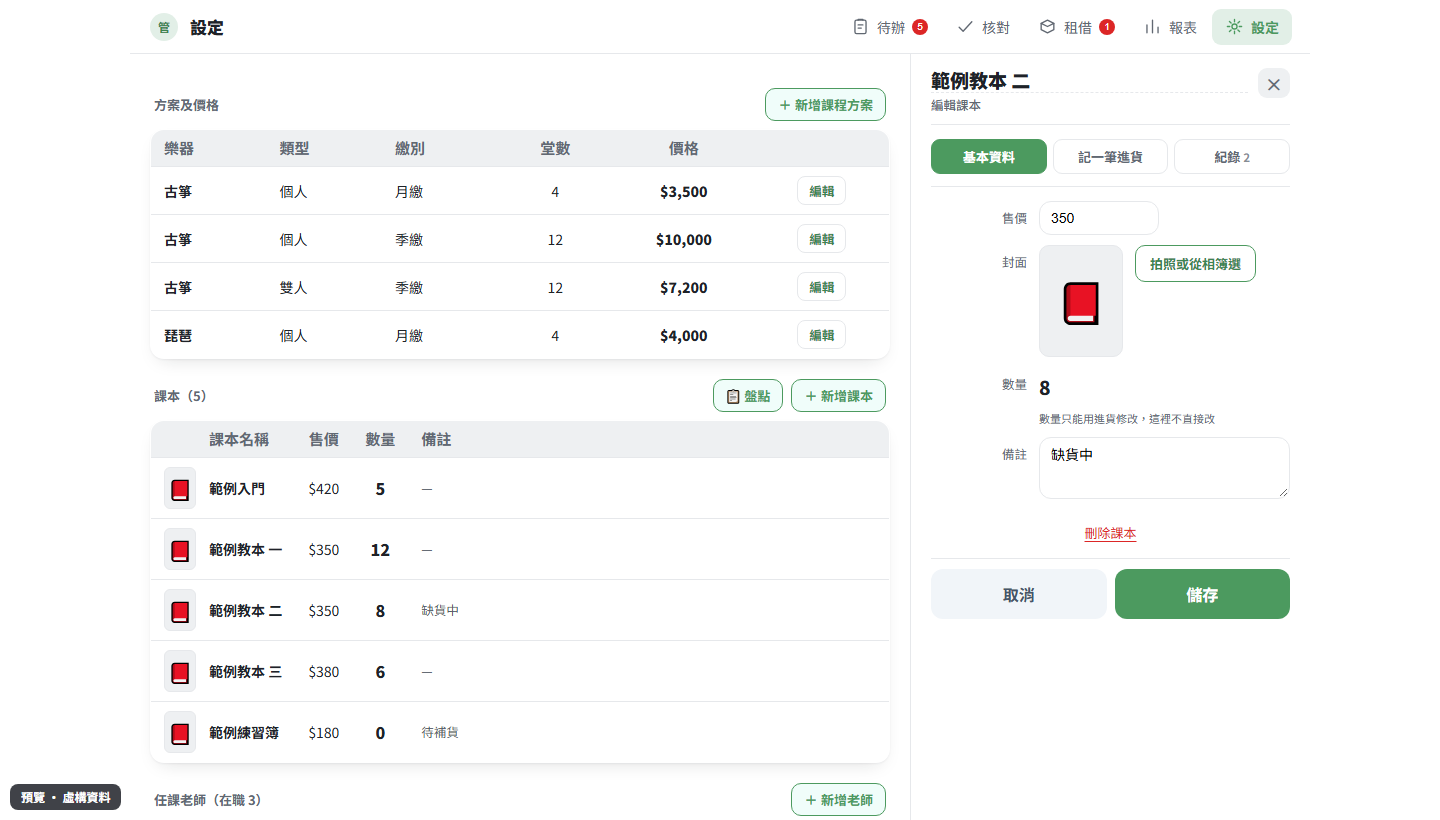 管 設定
待辦 5 核對 租借 1 報表 設定
方案及價格 ＋ 新增課程方案
樂器 類型 繳別 堂數 價格
古箏 個人 月繳 4 $3,500 編輯
古箏 個人 季繳 12 $10,000 編輯
古箏 雙人 季繳 12 $7,200 編輯
琵琶 個人 月繳 4 $4,000 編輯
課本（5） 盤點 ＋ 新增課本
課本名稱 售價 數量 備註
範例入門 $420 5 —
範例教本 一 $350 12 —
範例教本 二 $350 8 缺貨中
範例教本 三 $380 6 —
範例練習簿 $180 0 待補貨
任課老師（在職 3） ＋ 新增老師
預覽・虛構資料
範例教本 二
編輯課本
基本資料 記一筆進貨 紀錄 2
售價 350
封面 拍照或從相簿選
數量 8
數量只能用進貨修改，這裡不直接改
備註 缺貨中
刪除課本
取消 儲存